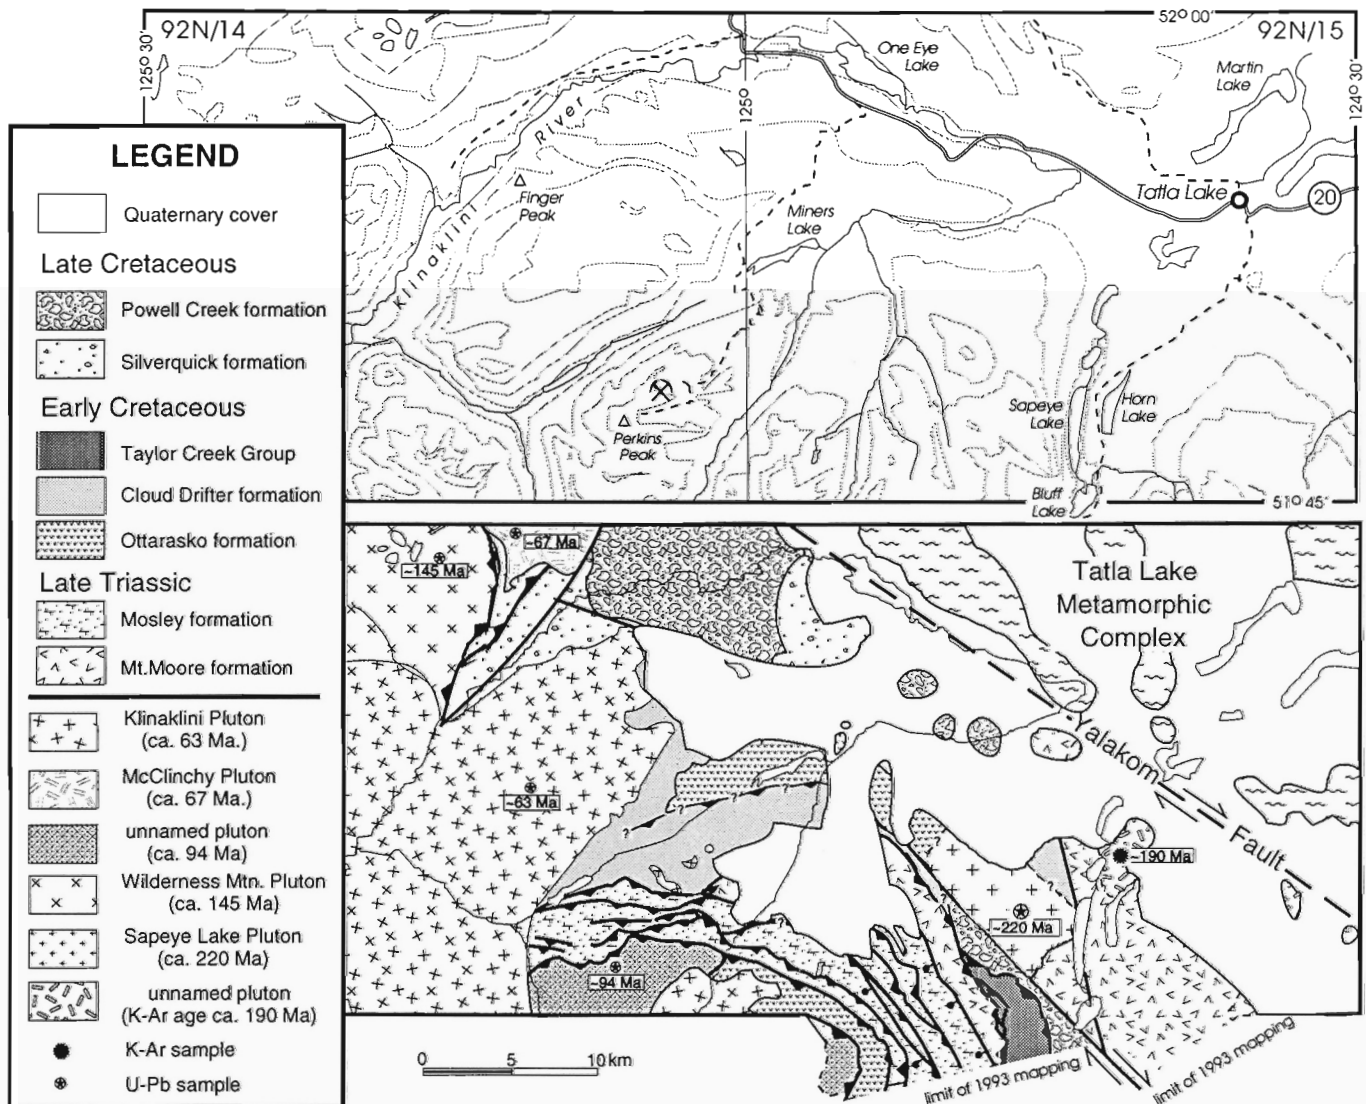 92N/14
52° 00'
92N/15
125° 30'
125°
124° 30'
One Eye
Lake
Martin
Lake
Klinaklini River
Finger
Peak
Miners
Lake
Tatla Lake
20
Perkins
Peak
Sapeye
Lake
Horn
Lake
Bluff
Lake
51° 45'
LEGEND
Quaternary cover
Late Cretaceous
Powell Creek formation
Silverquick formation
Early Cretaceous
Taylor Creek Group
Cloud Drifter formation
Ottarasko formation
Late Triassic
Mosley formation
Mt.Moore formation
Klinaklini Pluton
(ca. 63 Ma.)
McClinchy Pluton
(ca. 67 Ma.)
unnamed pluton
(ca. 94 Ma)
Wilderness Mtn. Pluton
(ca. 145 Ma)
Sapeye Lake Pluton
(ca. 220 Ma)
unnamed pluton
(K-Ar age ca. 190 Ma)
K-Ar sample
U-Pb sample
~67 Ma
~145 Ma
Tatla Lake
Metamorphic
Complex
Yalakom Fault
~63 Ma
?
?
?
?
~190 Ma
?
~220 Ma
?
~94 Ma
0 5 10 km
limit of 1993 mapping
limit of 1993 mapping